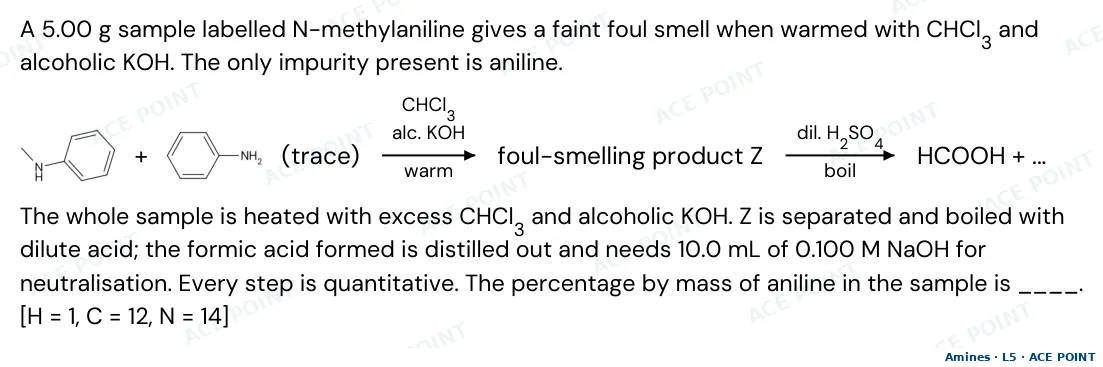 A 5.00 g sample labelled N-methylaniline gives a faint foul smell when warmed with CHCl3 and
alcoholic KOH. The only impurity present is aniline.
CHCl3
alc. KOH
warm
N
H
+
NH2
(trace)
foul-smelling product Z
dil. H2SO4
boil
HCOOH + ...
The whole sample is heated with excess CHCl3 and alcoholic KOH. Z is separated and boiled with
dilute acid; the formic acid formed is distilled out and needs 10.0 mL of 0.100 M NaOH for
neutralisation. Every step is quantitative. The percentage by mass of aniline in the sample is ____.
[H = 1, C = 12, N = 14]
Amines · L5 · ACE POINT
ACE POINT